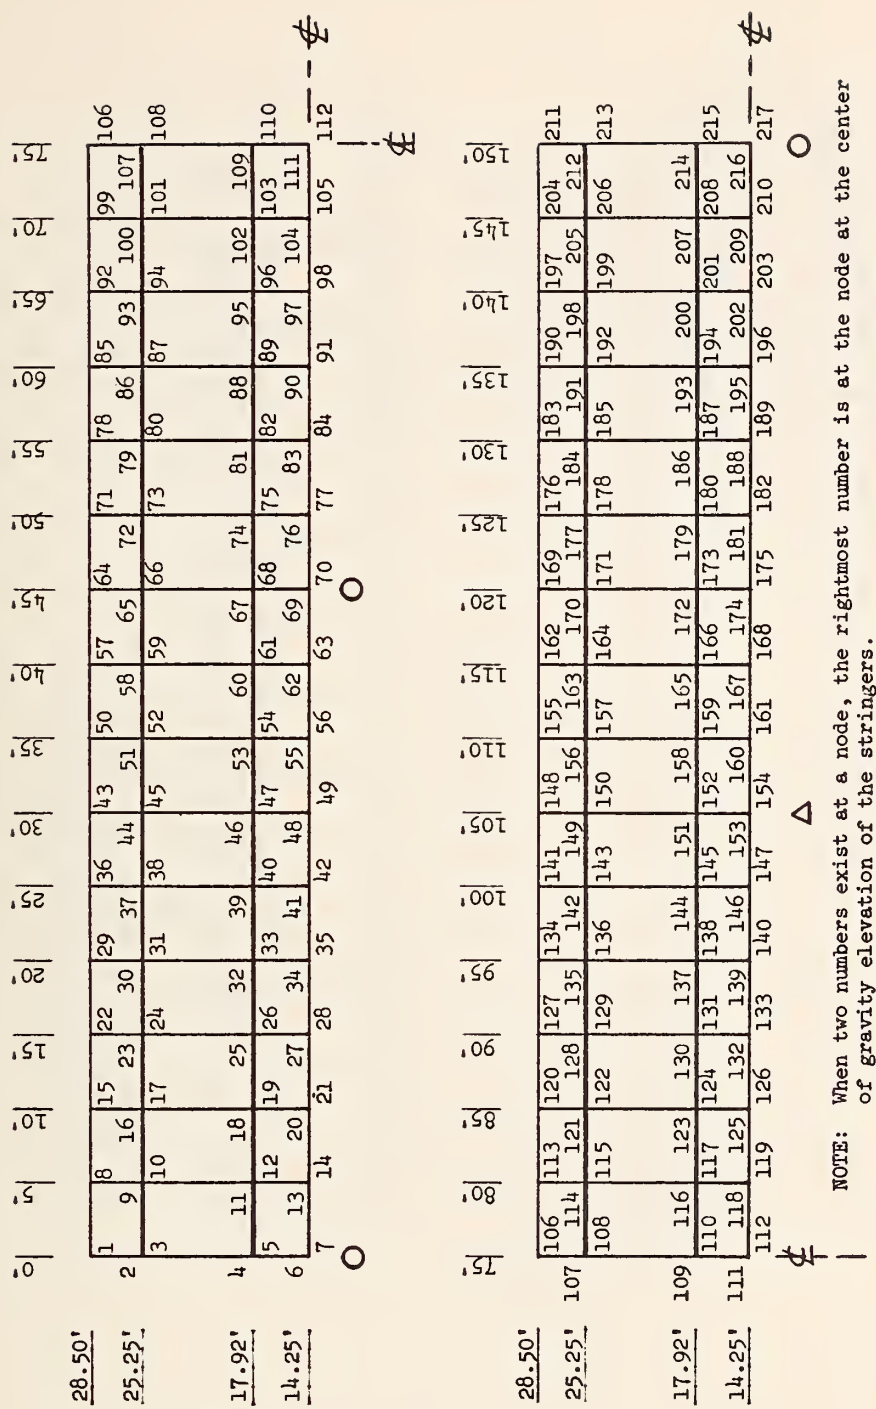 0' 5' 10' 15' 20' 25' 30' 35' 40' 45' 50' 55' 60' 65' 70' 75'
28.50'
1 8 15 22 29 36 43 50 57 64 71 78 85 92 99 106
25.25' 2 9 16 23 30 37 44 51 58 65 72 79 86 93 100 107
3 10 17 24 31 38 45 52 59 66 73 80 87 94 101 108
17.92' 4 11 18 25 32 39 46 53 60 67 74 81 88 95 102 109
5 12 19 26 33 40 47 54 61 68 75 82 89 96 103 110
14.25' 6 13 20 27 34 41 48 55 62 69 76 83 90 97 104 111 ℄
7 14 21 28 35 42 49 56 63 70 77 84 91 98 105 112
℄
75' 80' 85' 90' 95' 100' 105' 110' 115' 120' 125' 130' 135' 140' 145' 150'
28.50'
106 113 120 127 134 141 148 155 162 169 176 183 190 197 204 211
25.25' 107 114 121 128 135 142 149 156 163 170 177 184 191 198 205 212
108 115 122 129 136 143 150 157 164 171 178 185 192 199 206 213
17.92' 109 116 123 130 137 144 151 158 165 172 179 186 193 200 207 214
110 117 124 131 138 145 152 159 166 173 180 187 194 201 208 215
14.25' 111 118 125 132 139 146 153 160 167 174 181 188 195 202 209 216 ℄
112 119 126 133 140 147 154 161 168 175 182 189 196 203 210 217
℄
NOTE: When two numbers exist at a node, the rightmost number is at the node at the center
of gravity elevation of the stringers.